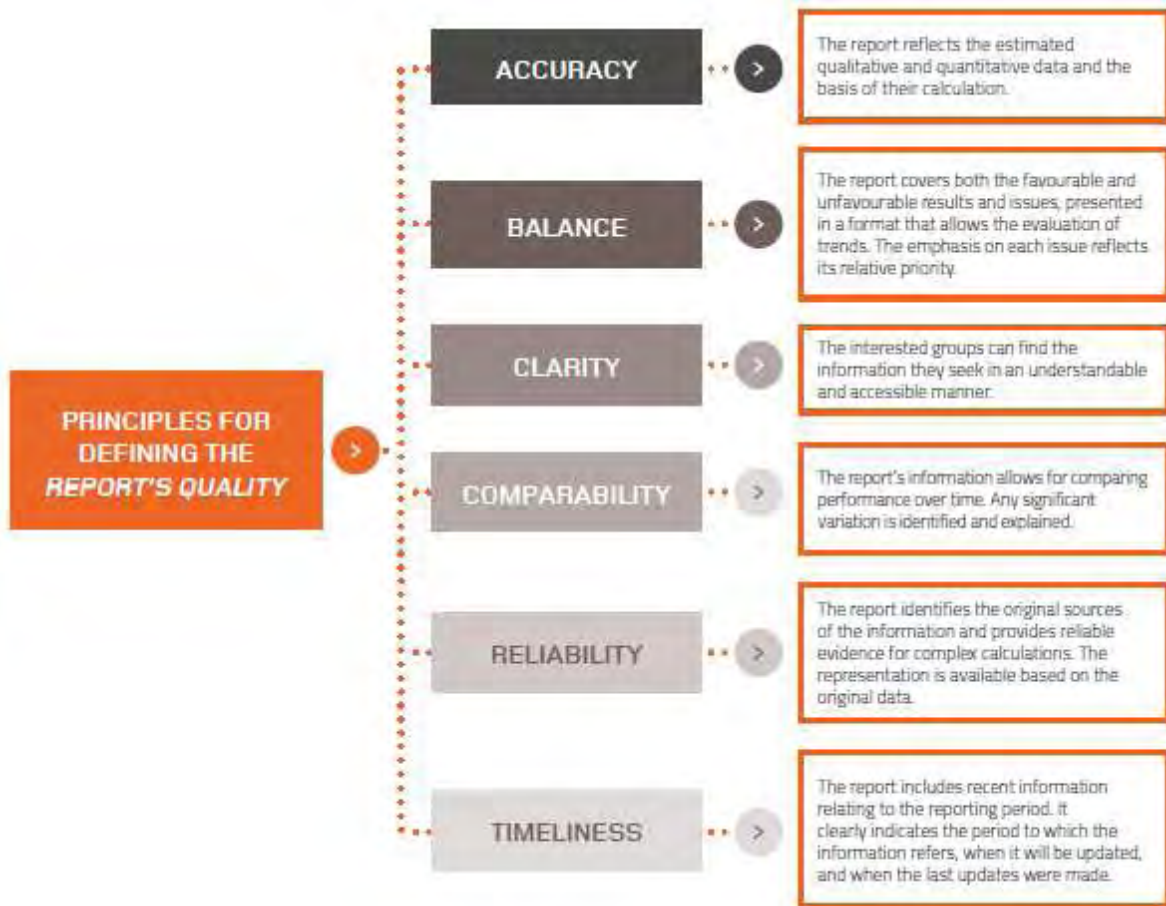 ACCURACY
The report reflects the estimated
qualitative and quantitative data and the
basis of their calculation.
BALANCE
The report covers both the favourable and
unfavourable results and issues, presented
in a format that allows the evaluation of
trends. The emphasis on each issue reflects
its relative priority.
CLARITY
The interested groups can find the
information they seek in an understandable
and accessible manner.
PRINCIPLES FOR
DEFINING THE
REPORT'S QUALITY
COMPARABILITY
The report's information allows for comparing
performance over time. Any significant
variation is identified and explained.
RELIABILITY
The report identifies the original sources
of the information and provides reliable
evidence for complex calculations. The
representation is available based on the
original data.
TIMELINESS
The report includes recent information
relating to the reporting period. It
clearly indicates the period to which the
information refers, when it will be updated,
and when the last updates were made.